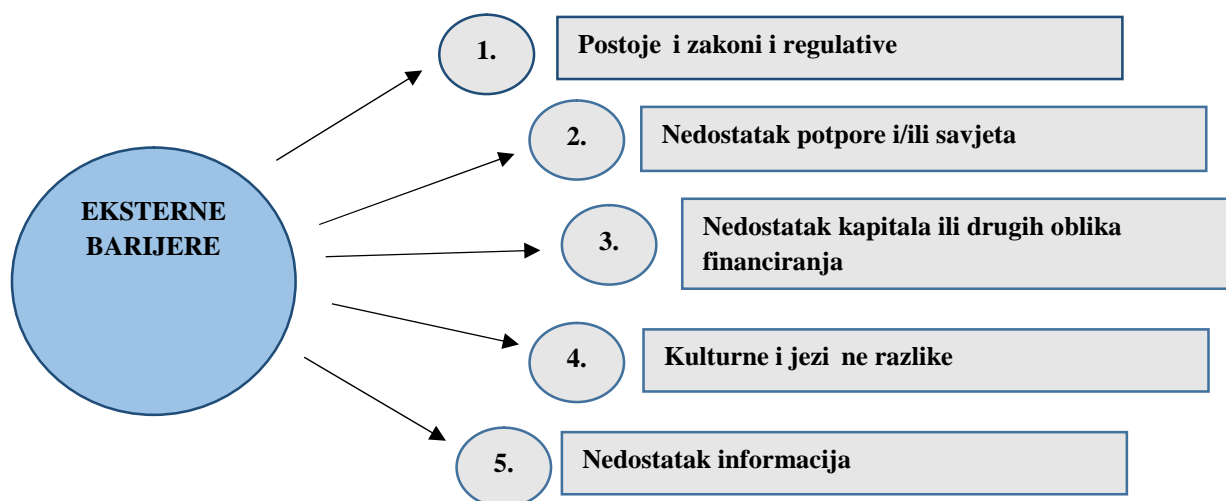 EKSTERNE
BARIJERE
1.
Postoje i zakoni i regulative
2.
Nedostatak potpore i/ili savjeta
3.
Nedostatak kapitala ili drugih oblika
financiranja
4.
Kulturne i jezi ne razlike
5.
Nedostatak informacija